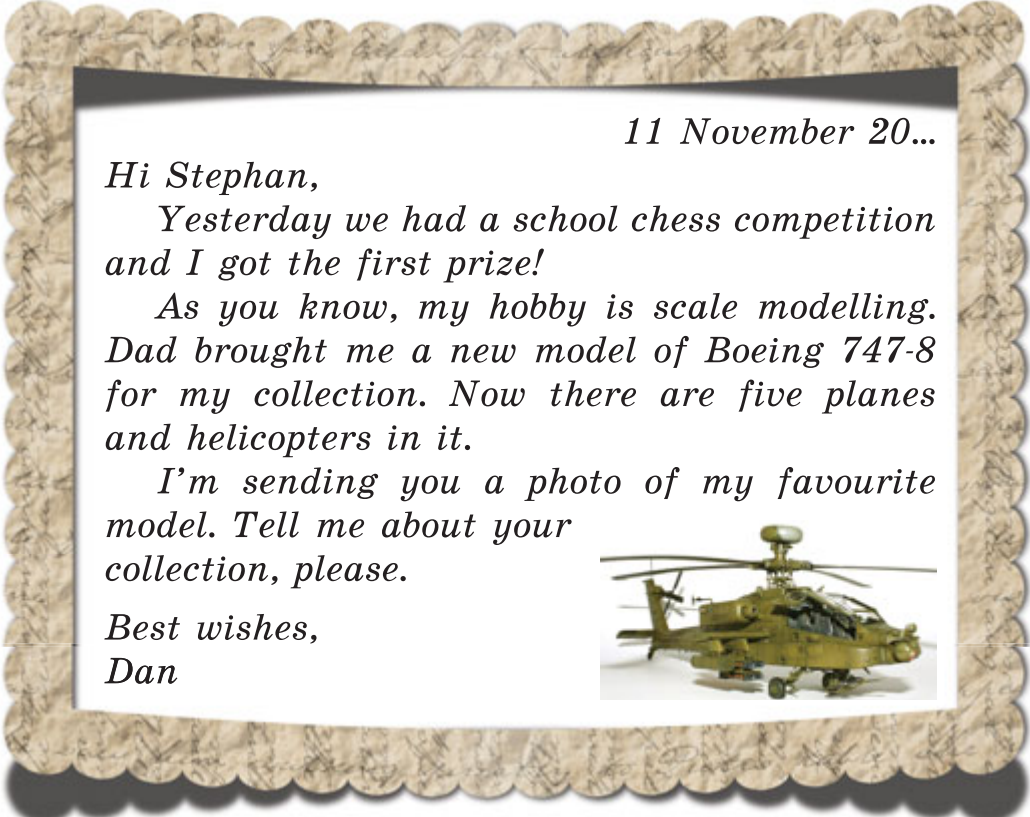 11 November 20...
Hi Stephan,
Yesterday we had a school chess competition
and I got the first prize!
As you know, my hobby is scale modelling.
Dad brought me a new model of Boeing 747-8
for my collection. Now there are five planes
and helicopters in it.
I'm sending you a photo of my favourite
model. Tell me about your
collection, please.
Best wishes,
Dan